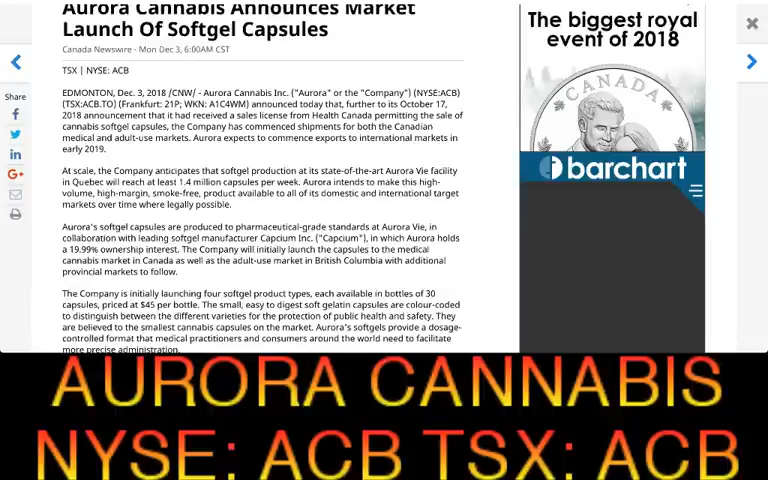 Aurora Cannabis Announces Market
Launch Of Softgel Capsules
Canada Newswire - Mon Dec 3, 6:00AM CST
TSX | NYSE: ACB
EDMONTON, Dec. 3, 2018 /CNW/ - Aurora Cannabis Inc. ("Aurora" or the "Company") (NYSE:ACB)
(TSX:ACB.TO) (Frankfurt: 21P; WKN: A1C4WM) announced today that, further to its October 17,
2018 announcement that it had received a sales license from Health Canada permitting the sale of
cannabis softgel capsules, the Company has commenced shipments for both the Canadian
medical and adult-use markets. Aurora expects to commence exports to international markets in
early 2019.
At scale, the Company anticipates that softgel production at its state-of-the-art Aurora Vie facility
in Quebec will reach at least 1.4 million capsules per week. Aurora intends to make this high-
volume, high-margin, smoke-free, product available to all of its domestic and international target
markets over time where legally possible.
Aurora's softgel capsules are produced to pharmaceutical-grade standards at Aurora Vie, in
collaboration with leading softgel manufacturer Capcium Inc. ("Capcium"), in which Aurora holds
a 19.99% ownership interest. The Company will initially launch the capsules to the medical
cannabis market in Canada as well as the adult-use market in British Columbia with additional
provincial markets to follow.
The Company is initially launching four softgel product types, each available in bottles of 30
capsules, priced at $45 per bottle. The small, easy to digest soft gelatin capsules are colour-coded
to distinguish between the different varieties for the protection of public health and safety. They
are believed to the smallest cannabis capsules on the market. Aurora's softgels provide a dosage-
controlled format that medical practitioners and consumers around the world need to facilitate
more precise administration.
Share
f
in
G+
The biggest royal
event of 2018
CANADA
barchart
AURORA CANNABIS
NYSE: ACB TSX: ACB